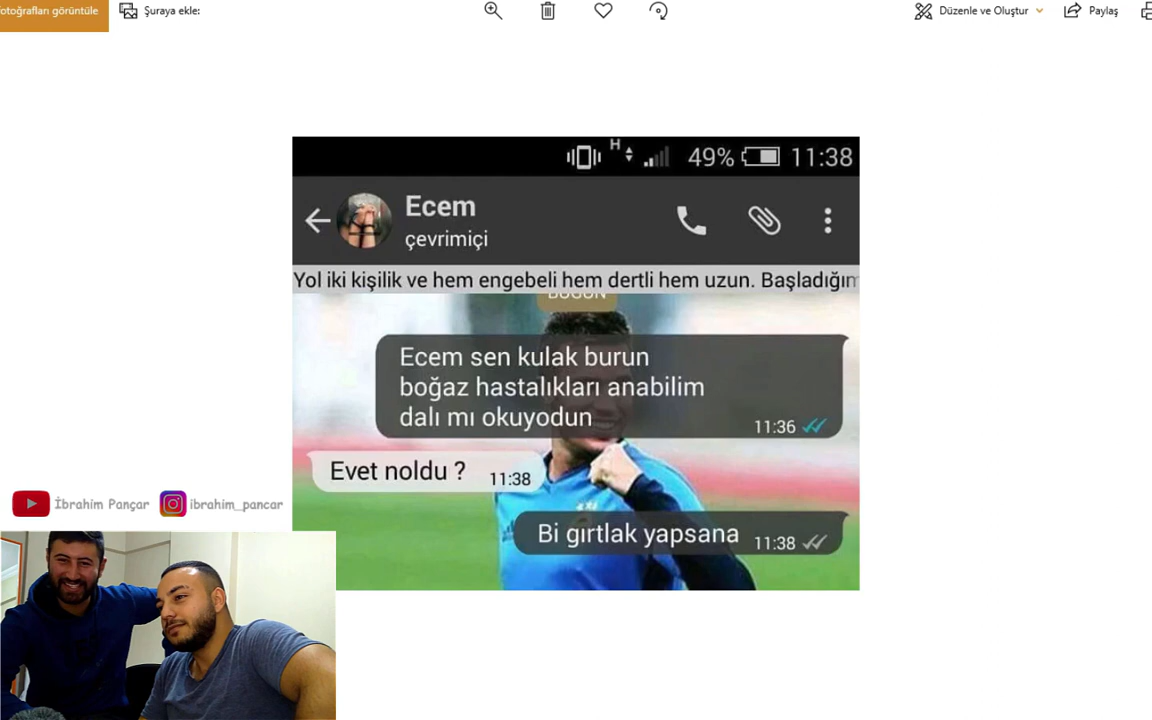 fotoğrafları görüntüle
Şuraya ekle:
Düzenle ve Oluştur
Paylaş
H
49%
11:38
Ecem
çevrimiçi
Yol iki kişilik ve hem engebeli hem dertli hem uzun. Başladığım
BUGÜN
Ecem sen kulak burun
boğaz hastalıkları anabilim
dalı mı okuyodun
11:36
Evet noldu ?
11:38
Bi gırtlak yapsana
11:38
İbrahim Pançar
ibrahim_pancar